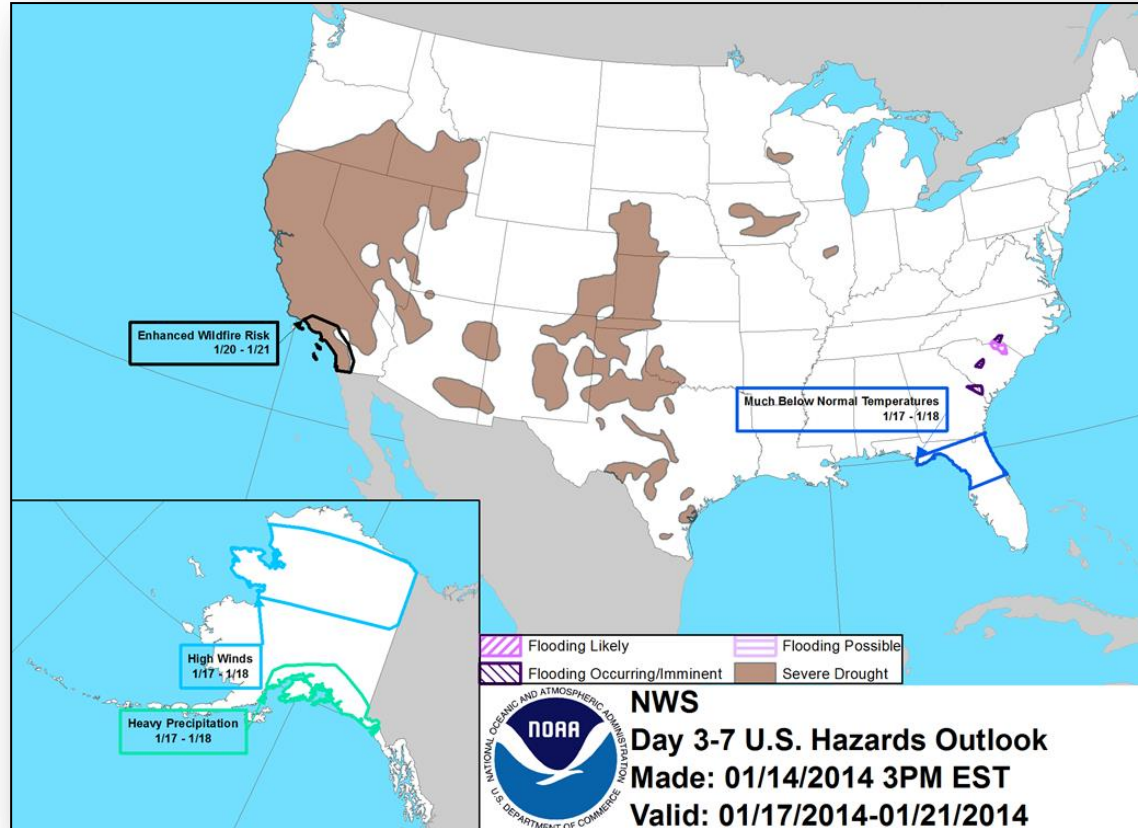 Enhanced Wildfire Risk
1/20 - 1/21
Much Below Normal Temperatures
1/17 - 1/18
High Winds
1/17 - 1/18
Heavy Precipitation
1/17 - 1/18
Flooding Likely
Flooding Possible
Flooding Occurring/Imminent
Severe Drought
NATIONAL OCEANIC AND ATMOSPHERIC ADMINISTRATION
NOAA
U.S. DEPARTMENT OF COMMERCE
NWS
Day 3-7 U.S. Hazards Outlook
Made: 01/14/2014 3PM EST
Valid: 01/17/2014-01/21/2014